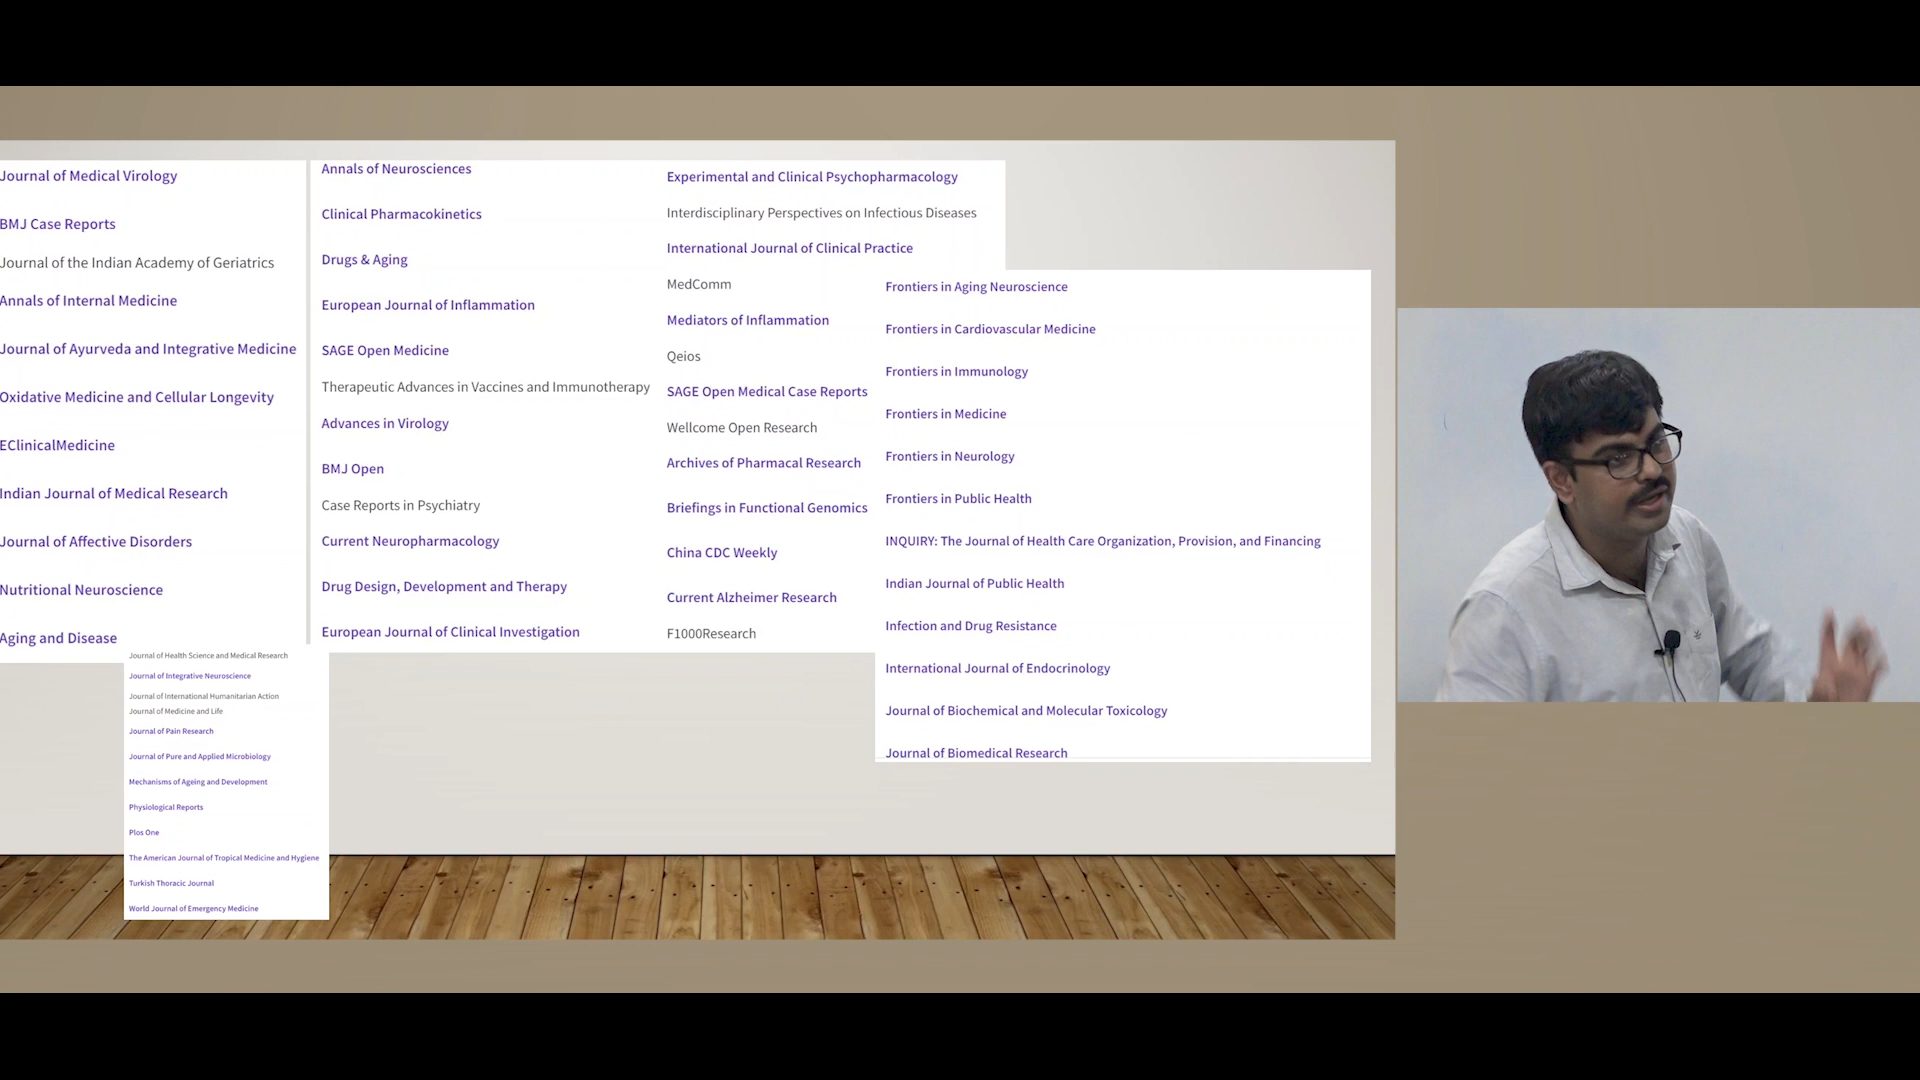 Journal of Medical Virology
BMJ Case Reports
Journal of the Indian Academy of Geriatrics
Annals of Internal Medicine
Journal of Ayurveda and Integrative Medicine
Oxidative Medicine and Cellular Longevity
EClinicalMedicine
Indian Journal of Medical Research
Journal of Affective Disorders
Nutritional Neuroscience
Aging and Disease
Journal of Health Science and Medical Research
Journal of Integrative Neuroscience
Journal of International Humanitarian Action
Journal of Medicine and Life
Journal of Pain Research
Journal of Pure and Applied Microbiology
Mechanisms of Ageing and Development
Physiological Reports
Plos One
The American Journal of Tropical Medicine and Hygiene
Turkish Thoracic Journal
World Journal of Emergency Medicine
Annals of Neurosciences
Clinical Pharmacokinetics
Drugs & Aging
European Journal of Inflammation
SAGE Open Medicine
Therapeutic Advances in Vaccines and Immunotherapy
Advances in Virology
BMJ Open
Case Reports in Psychiatry
Current Neuropharmacology
Drug Design, Development and Therapy
European Journal of Clinical Investigation
Experimental and Clinical Psychopharmacology
Interdisciplinary Perspectives on Infectious Diseases
International Journal of Clinical Practice
MedComm
Mediators of Inflammation
Qeios
SAGE Open Medical Case Reports
Wellcome Open Research
Archives of Pharmacal Research
Briefings in Functional Genomics
China CDC Weekly
Current Alzheimer Research
F1000Research
Frontiers in Aging Neuroscience
Frontiers in Cardiovascular Medicine
Frontiers in Immunology
Frontiers in Medicine
Frontiers in Neurology
Frontiers in Public Health
INQUIRY: The Journal of Health Care Organization, Provision, and Financing
Indian Journal of Public Health
Infection and Drug Resistance
International Journal of Endocrinology
Journal of Biochemical and Molecular Toxicology
Journal of Biomedical Research